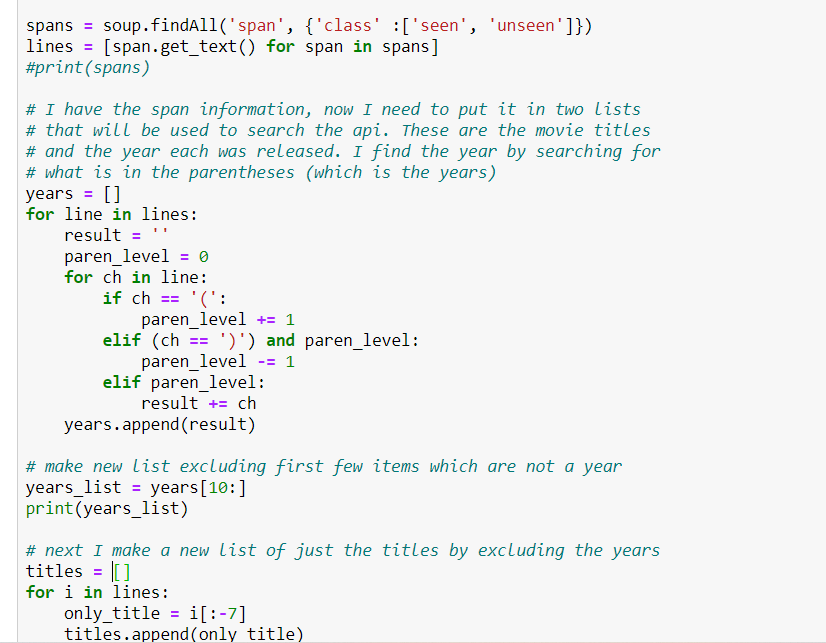 spans = soup.findAll('span', {'class' :['seen', 'unseen']})
lines = [span.get_text() for span in spans]
#print(spans)
# I have the span information, now I need to put it in two lists
# that will be used to search the api. These are the movie titles
# and the year each was released. I find the year by searching for
# what is in the parentheses (which is the years)
years = []
for line in lines:
    result = ''
    paren_level = 0
    for ch in line:
        if ch == '(':
            paren_level += 1
        elif (ch == ')') and paren_level:
            paren_level -= 1
        elif paren_level:
            result += ch
    years.append(result)
# make new list excluding first few items which are not a year
years_list = years[10:]
print(years_list)
# next I make a new list of just the titles by excluding the years
titles = []
for i in lines:
    only_title = i[:-7]
    titles.append(only_title)